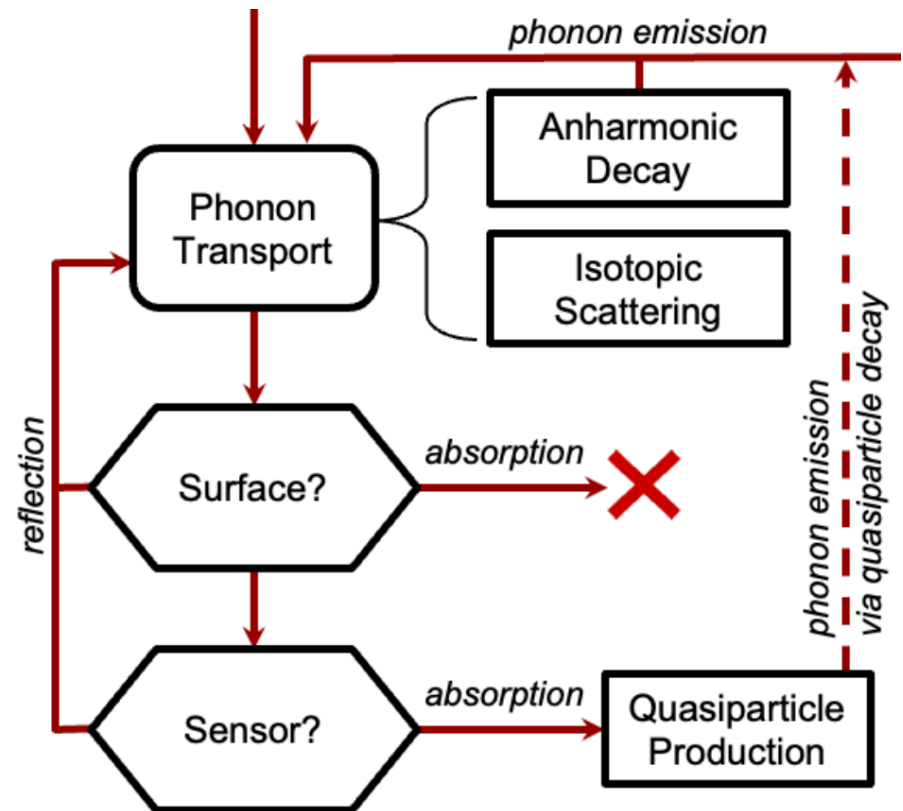 phonon emission
Anharmonic
Decay
Phonon
Transport
Isotopic
Scattering
reflection
Surface?
absorption
phonon emission
via quasiparticle decay
Sensor?
absorption
Quasiparticle
Production